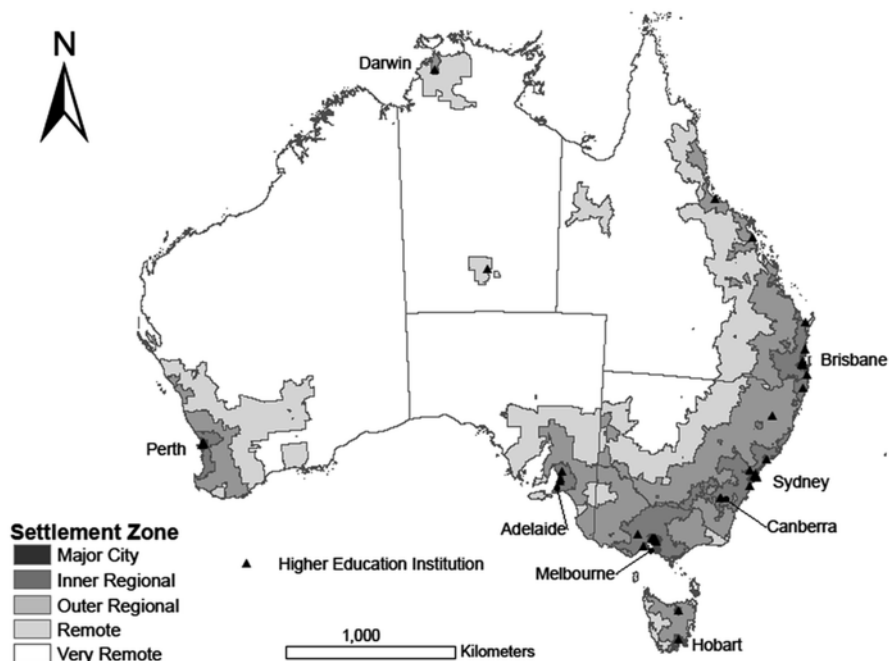 N
Darwin
Brisbane
Perth
Sydney
Adelaide
Canberra
Melbourne
Hobart
Settlement Zone
Major City
Inner Regional
Outer Regional
Remote
Very Remote
Higher Education Institution
1,000
Kilometers